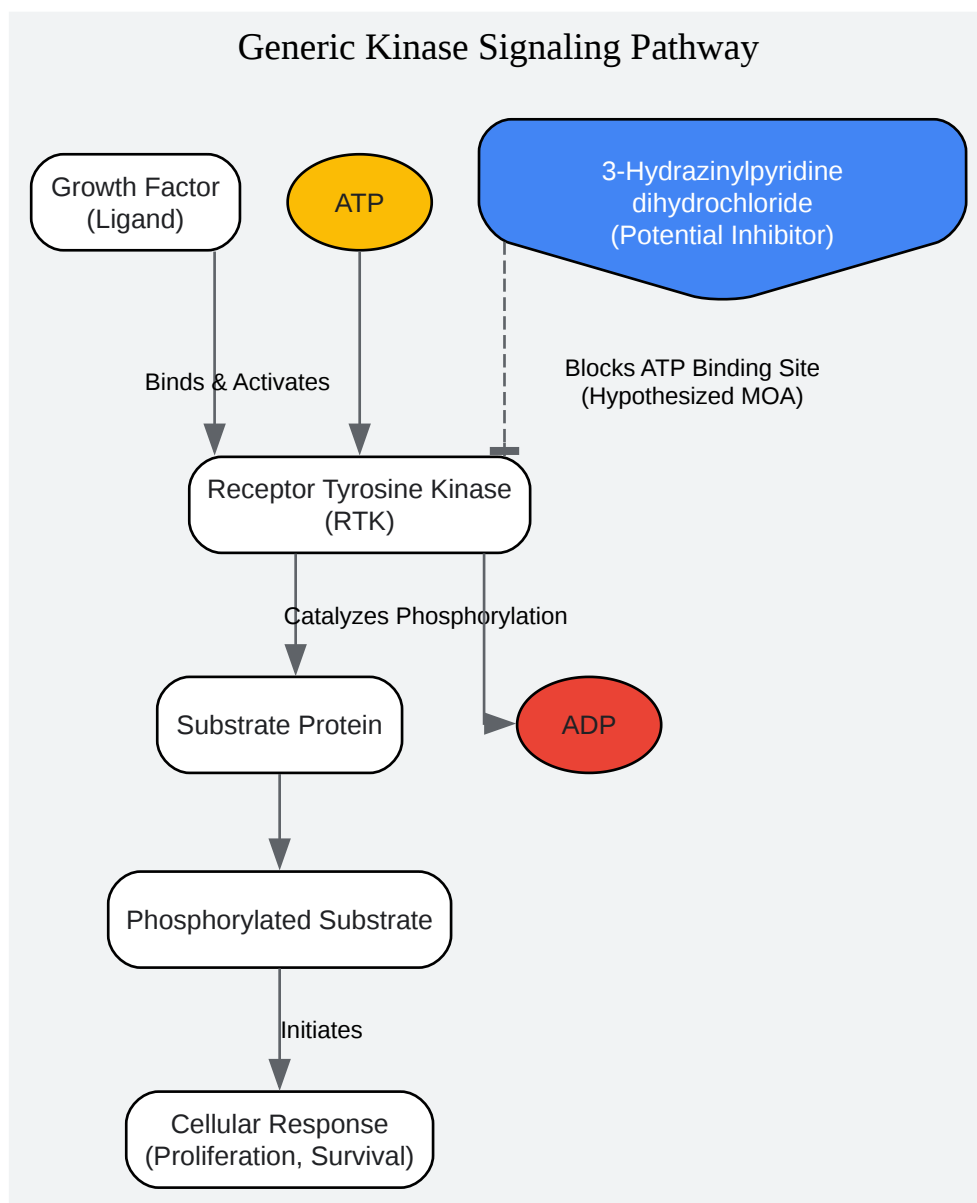 Generic Kinase Signaling Pathway
Growth Factor
(Ligand)
ATP
3-Hydrazinylpyridine
dihydrochloride
(Potential Inhibitor)
Binds & Activates
Blocks ATP Binding Site
(Hypothesized MOA)
Receptor Tyrosine Kinase
(RTK)
Catalyzes Phosphorylation
Substrate Protein
ADP
Phosphorylated Substrate
Initiates
Cellular Response
(Proliferation, Survival)